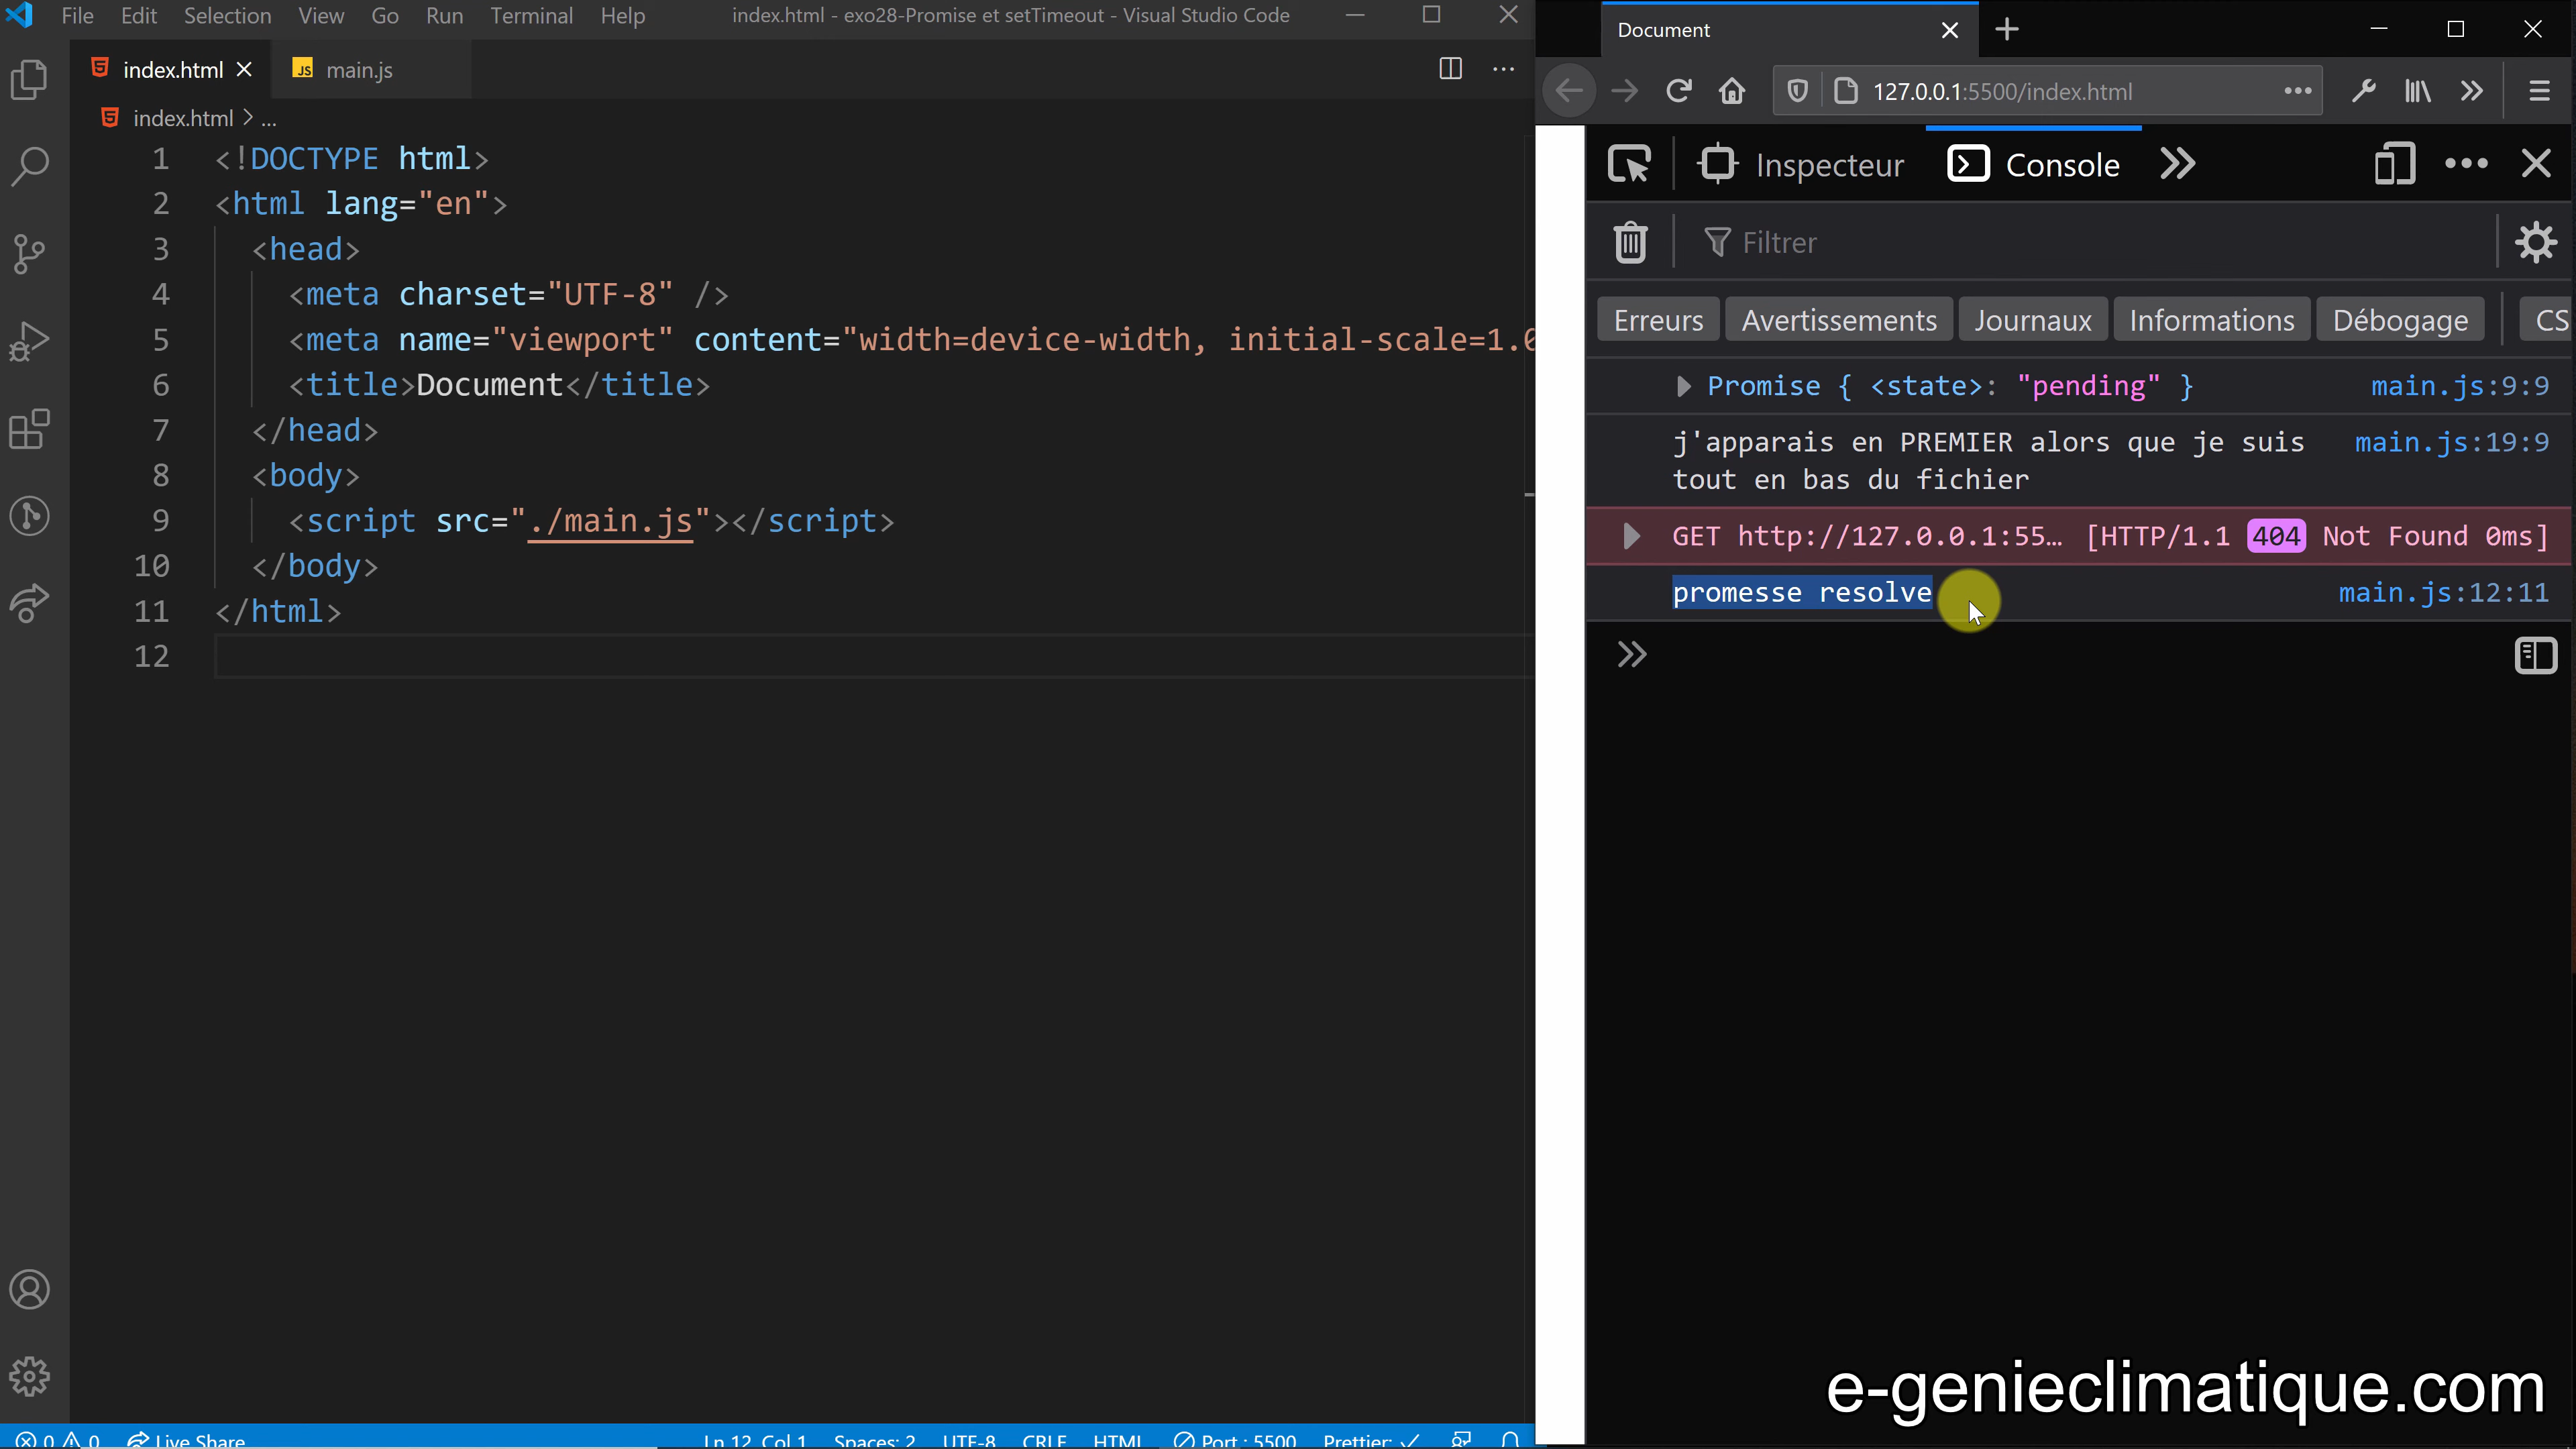 File Edit Selection View Go Run Terminal Help
index.html - exo28-Promise et setTimeout - Visual Studio Code
index.html
JS main.js
index.html > ...
1 <!DOCTYPE html>
2 <html lang="en">
3 <head>
4 <meta charset="UTF-8" />
5 <meta name="viewport" content="width=device-width, initial-scale=1.0
6 <title>Document</title>
7 </head>
8 <body>
9 <script src="./main.js"></script>
10 </body>
11 </html>
12
0 0 Live Share
Ln 12, Col 1 Spaces: 2 UTF-8 CRLF HTML Port : 5500 Prettier: ✓
Document
127.0.0.1:5500/index.html
Inspecteur Console
Filtrer
Erreurs Avertissements Journaux Informations Débogage CS
Promise { <state>: "pending" } main.js:9:9
j'apparais en PREMIER alors que je suis main.js:19:9
tout en bas du fichier
GET http://127.0.0.1:55… [HTTP/1.1 404 Not Found 0ms]
promesse resolve main.js:12:11
e-genieclimatique.com